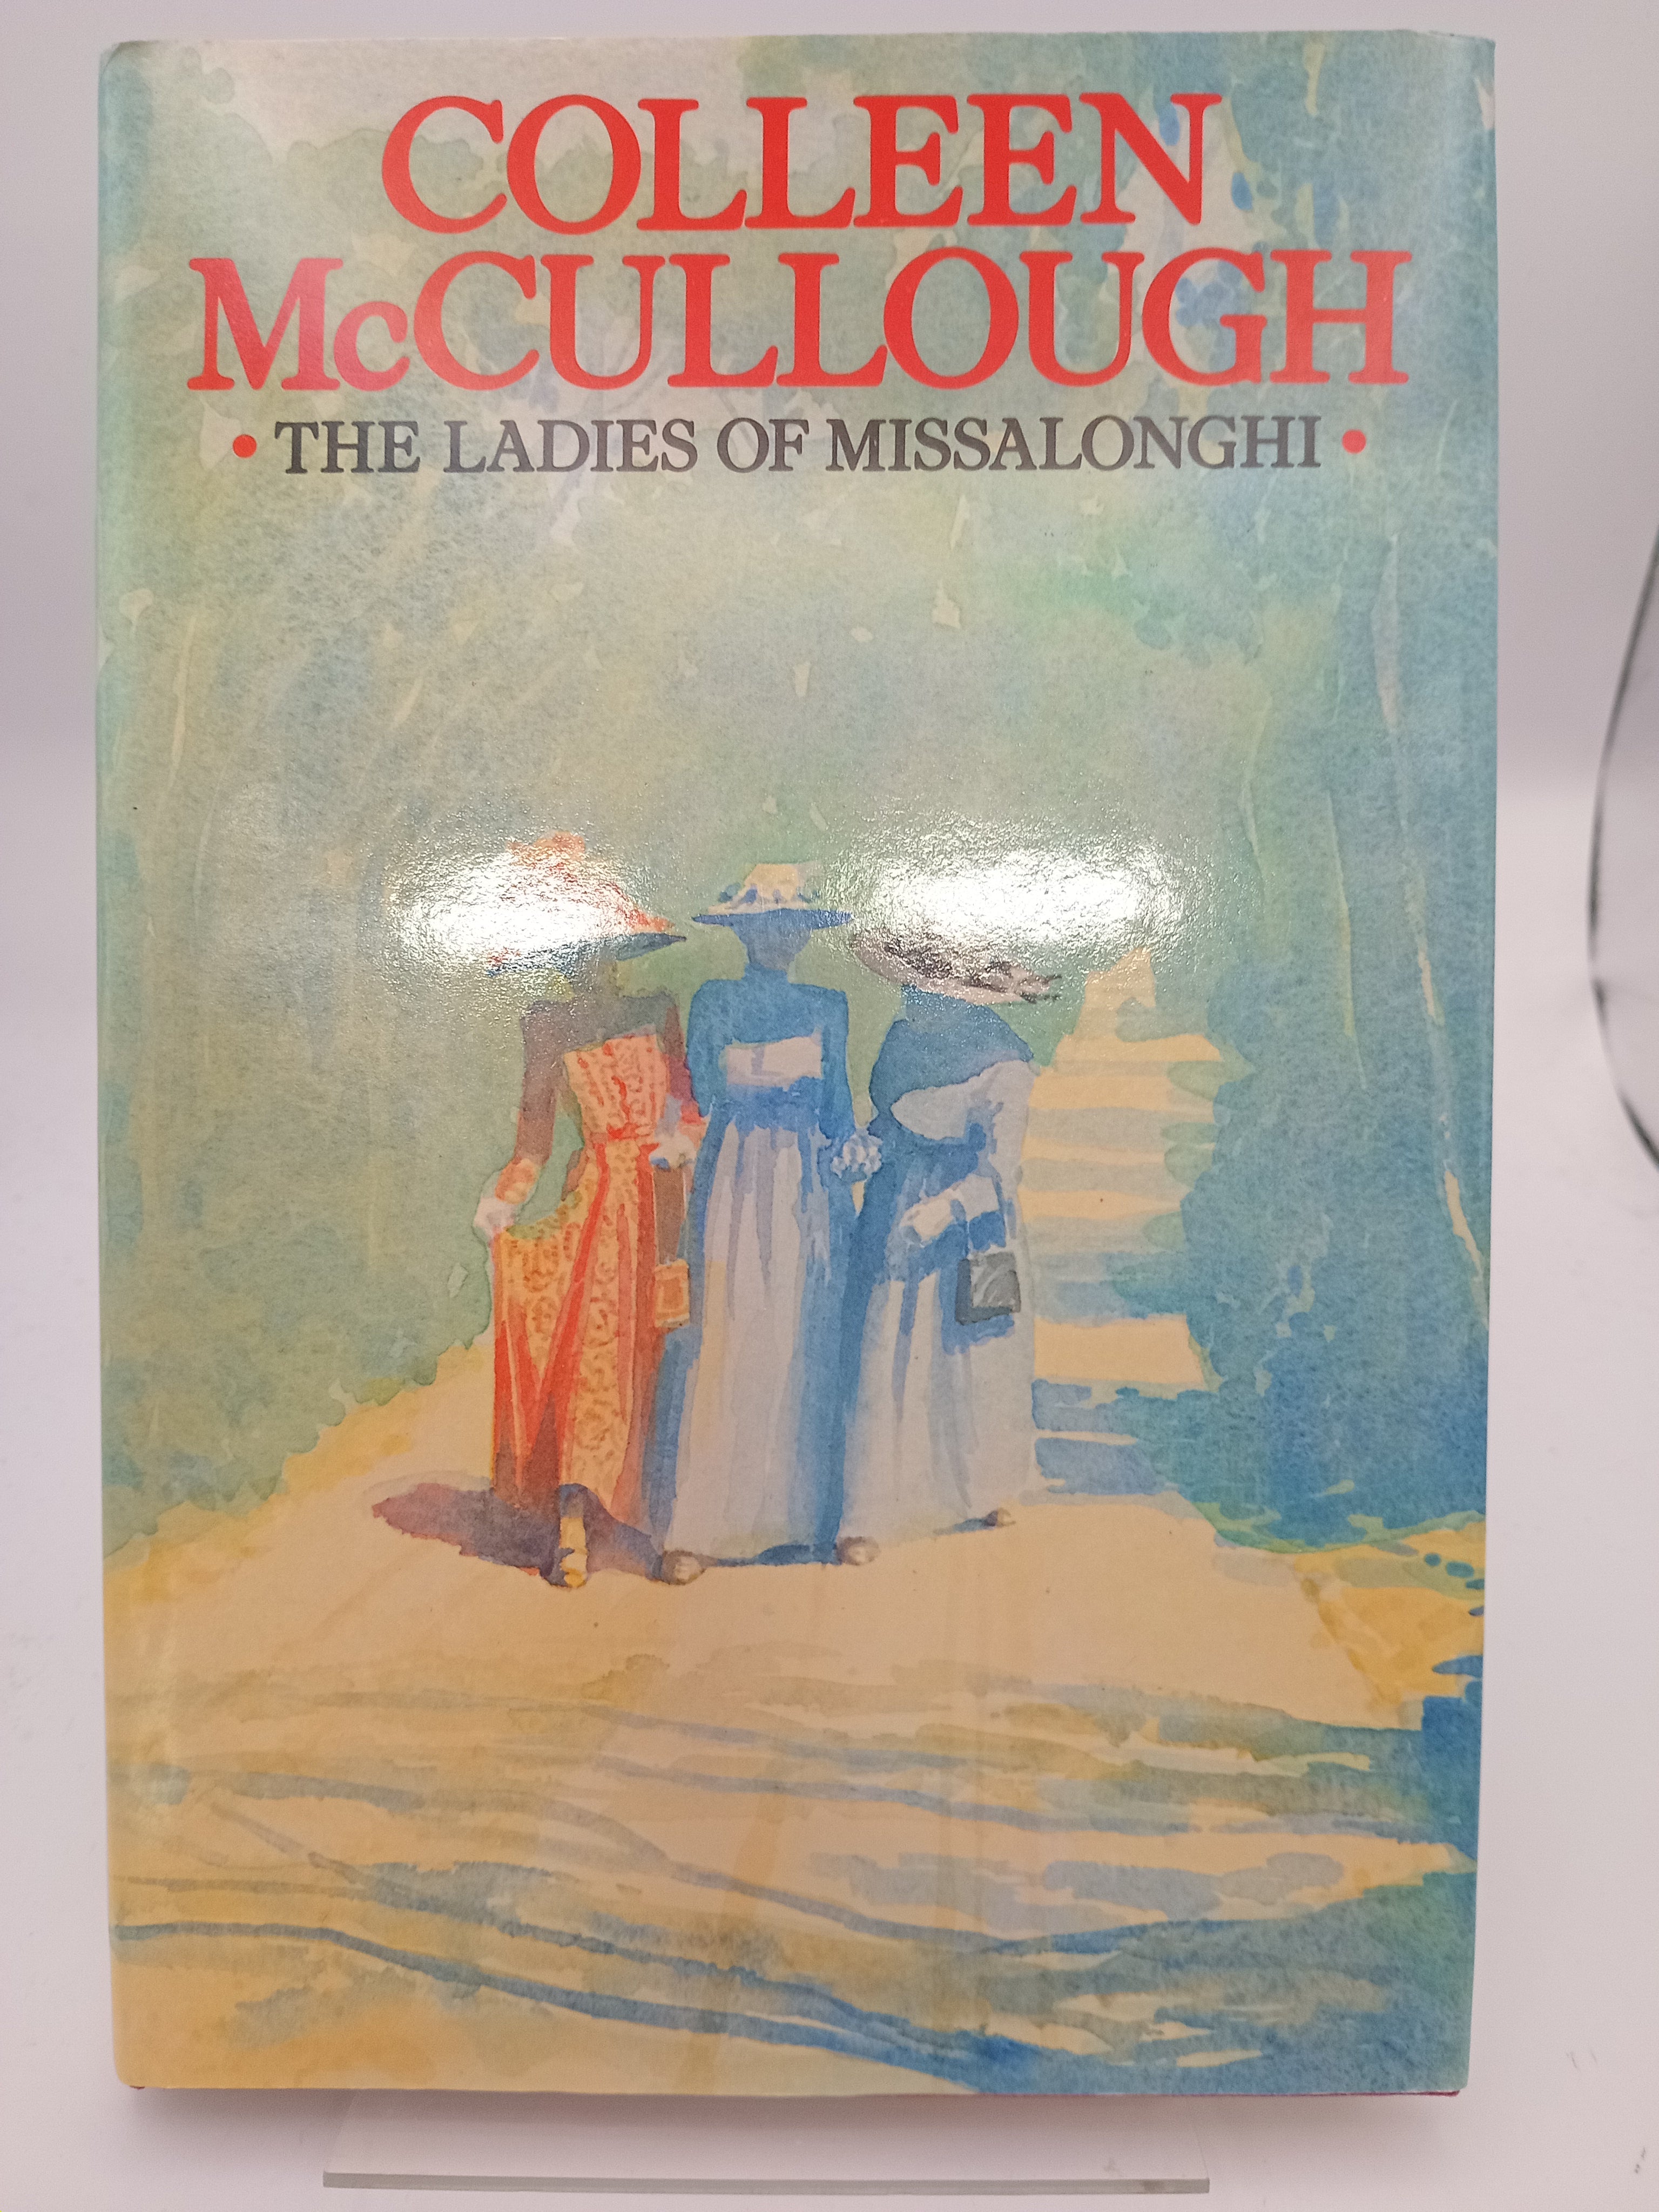 COLLEEN
McCULLOUGH
• THE LADIES OF MISSALONGHI •